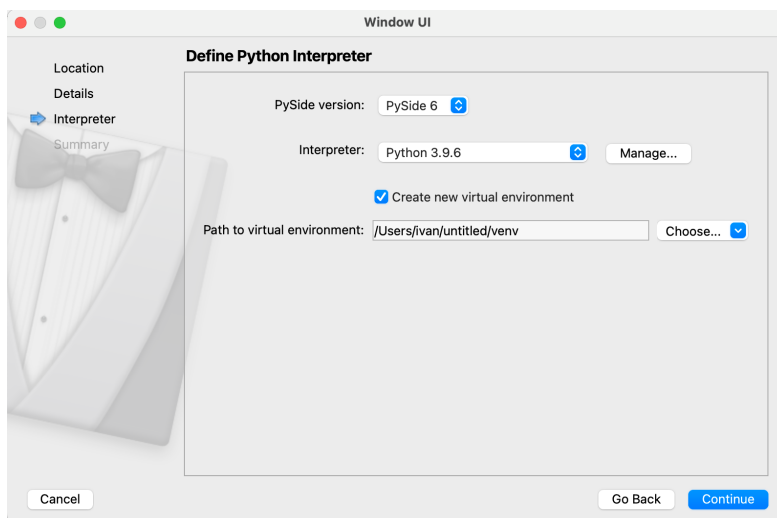 Window UI
Location
Details
Interpreter
Summary
Define Python Interpreter
PySide version: PySide 6
Interpreter: Python 3.9.6 Manage...
Create new virtual environment
Path to virtual environment: /Users/ivan/untitled/venv Choose...
Cancel Go Back Continue